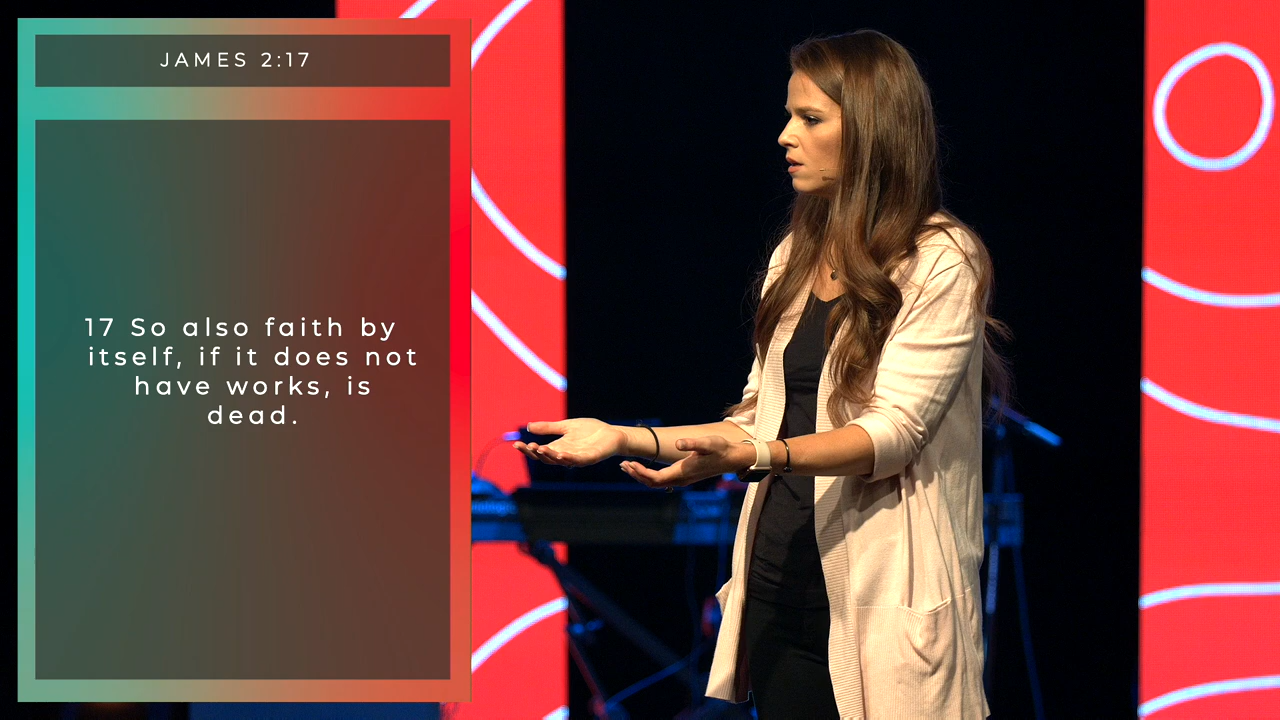 JAMES 2:17
17 So also faith by
itself, if it does not
have works, is
dead.